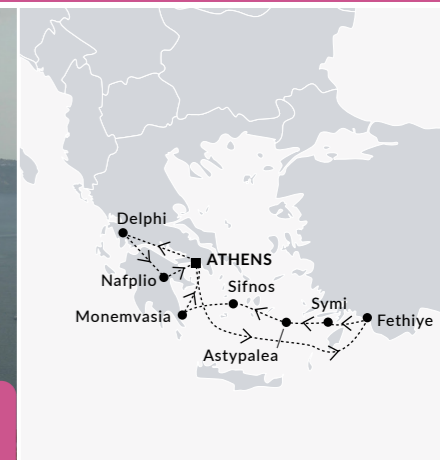 Delphi
ATHENS
Nafplio
Sifnos
Monemvasia
Symi
Fethiye
Astypalea